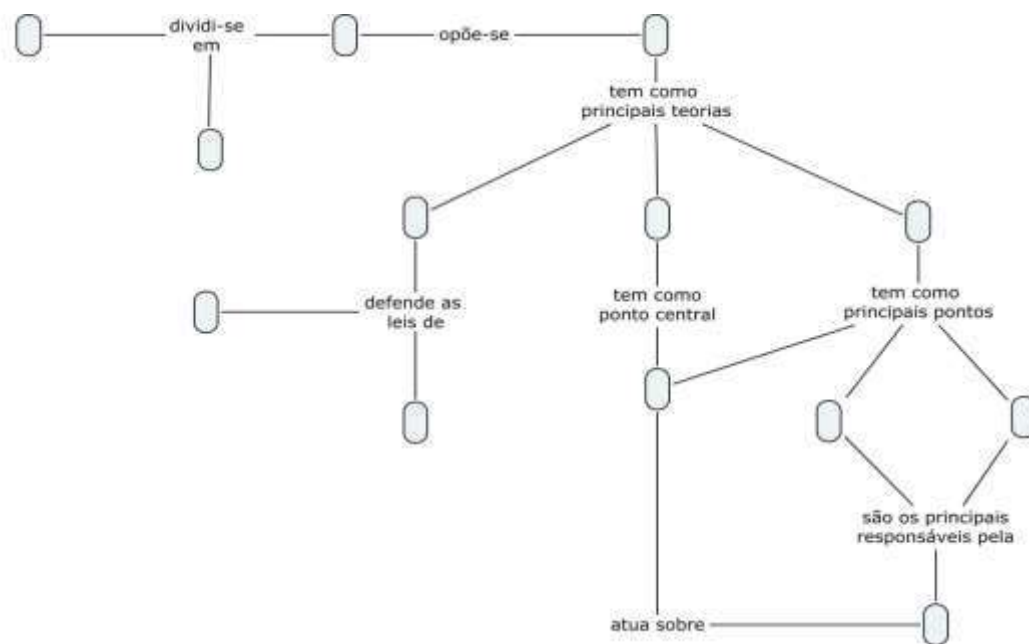 dividi-se
em
opõe-se
tem como
principais teorias
defende as
leis de
tem como
ponto central
tem como
principais pontos
são os principais
responsáveis pela
atua sobre